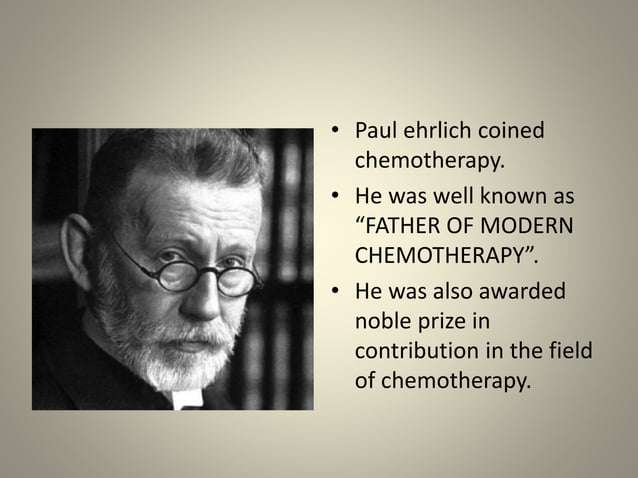 • Paul ehrlich coined
chemotherapy.
• He was well known as
“FATHER OF MODERN
CHEMOTHERAPY”.
• He was also awarded
noble prize in
contribution in the field
of chemotherapy.